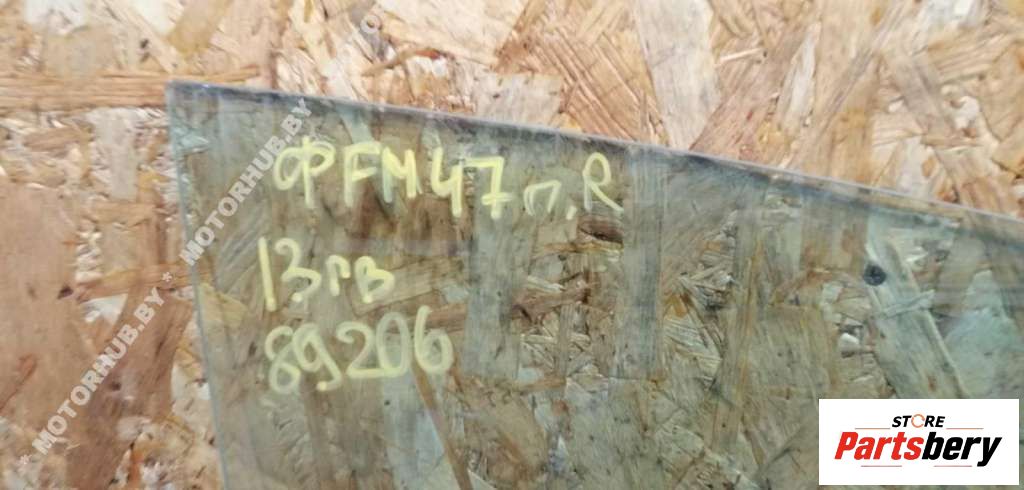 ФFM47п.R
13гв
89206
* MOTORHUB.BY * MOTORHUB.BY
STORE
Partsbery